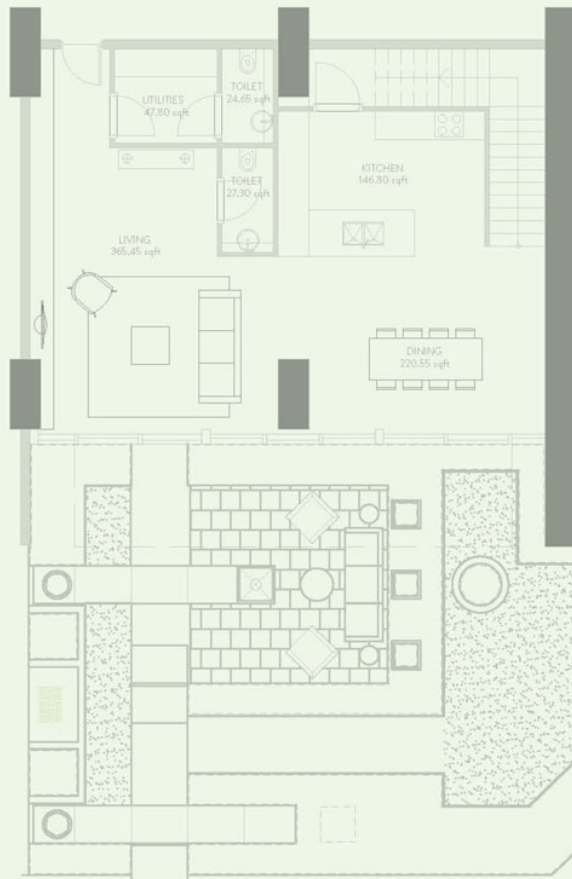 UTILITIES
47.80 sqft
TOILET
24.65 sqft
TOILET
27.30 sqft
KITCHEN
146.80 sqft
LIVING
365.45 sqft
DINING
220.55 sqft